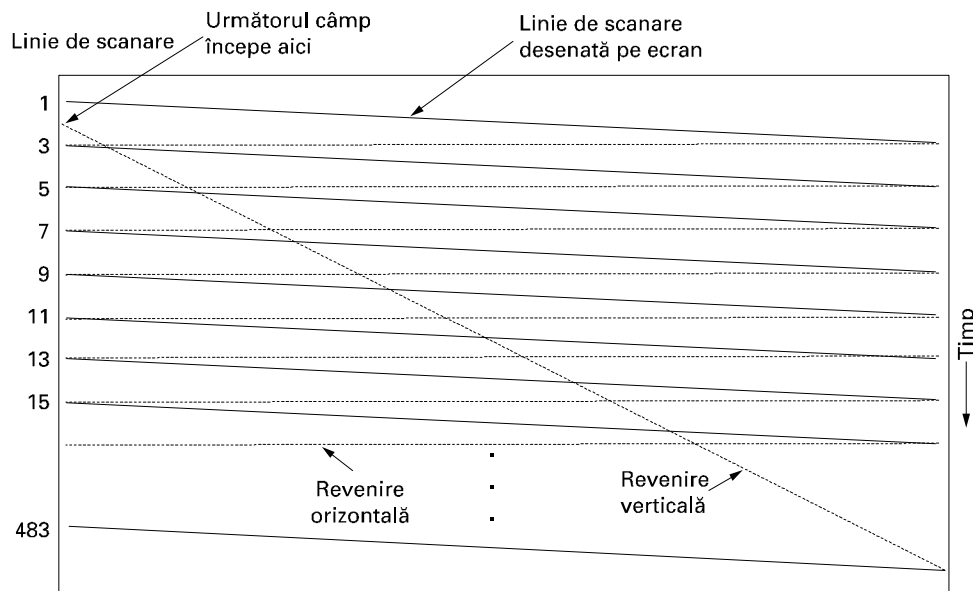 Linie de scanare
Următorul câmp
începe aici
Linie de scanare
desenată pe ecran
1
3
5
7
9
11
13
15
483
Revenire
orizontală
Revenire
verticală
Timp